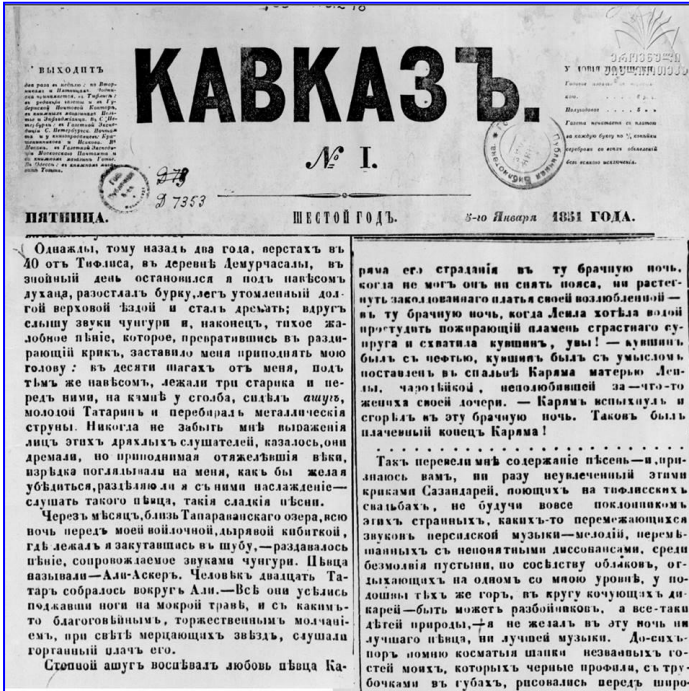 КАВКАЗЪ.
№ I.
ВЫХОДИТЪ
Д 7353
ПЯТНИЦА.
ШЕСТОЙ ГОДЪ.
5-го Января 1851 ГОДА.
Однажды, тому назадъ два года, верстахъ въ
40 отъ Тифлиса, въ деревнѣ Демурчасалы, въ
знойный день остановился я подъ навѣсомъ
духана, разостлалъ бурку, легъ утомленный дол-
гой верховой ѣздой и сталъ дремать; вдругъ
слышу звуки чунгури и, наконецъ, тихое жа-
лобное пѣніе, которое, превратившись въ разди-
рающій крикъ, заставило меня приподнять мою
голову: въ десяти шагахъ отъ меня, подъ
тѣмъ же навѣсомъ, лежали три старика и пе-
редъ ними, на камнѣ у столба, сидѣлъ ашугъ,
молодой Татаринъ и перебиралъ металлическія
струны. Никогда не забыть мнѣ выраженія
лицъ этихъ дряхлыхъ слушателей, казалось, они
дремали, но приподнимая отяжелѣвшія вѣки,
изрѣдка поглядывали на меня, какъ бы желая
убѣдиться, раздѣляю ли я съ ними наслажденіе—
слушать такого пѣвца, такія сладкія пѣсни.
Черезъ мѣсяцъ, близь Тапараванскаго озера, всю
ночь передъ моей войлочной, дырявой кибиткой,
гдѣ лежалъ я закутавшись въ шубу,—раздавалось
пѣніе, сопровождаемое звуками чунгури. Пѣвца
называли—Али-Аскеръ. Человѣкъ двадцать Та-
таръ собралось вокругъ Али.—Всѣ они усѣлись
поджавши ноги на мокрой травѣ, и съ какимъ-
то благоговѣйнымъ, торжественнымъ молчані-
емъ, при свѣтѣ мерцающихъ звѣздъ, слушали
горганный плачъ его.
Степной ашугъ воспѣвалъ любовь пѣвца Ка-
ряма его страданія въ ту брачную ночь,
когда не могъ онъ ни снять пояса, ни растег-
нуть заколдованнаго платья своей возлюбленной—
въ ту брачную ночь, когда Леила хотѣла водой
простудить пожирающій пламень страстнаго су-
пруга и схватила кувшинъ, увы! — кувшинъ
былъ съ нефтью, кувшинъ былъ съ умысломъ
поставленъ въ спальнѣ Каряма матерью Леи-
лы, чародѣйкой, неполюбившей за—что-то
жениха своей дочери. — Карямъ вспыхнулъ и
сгорѣлъ въ эту брачную ночь. Таковъ былъ
плачевный конецъ Каряма!
Такъ перевели мнѣ содержаніе пѣсень—и, при-
знаюсь вамъ, ни разу неувлеченный этими
криками Сазандарей, поющихъ на тифлисскихъ
свадьбахъ, не будучи вовсе поклонникомъ
этихъ странныхъ, какихъ-то перемежающихся
звуковъ персидской музыки—мелодій, перемѣ-
шанныхъ съ непонятными диссонансами, среди
безмолвія пустыни, по сосѣдству облаковъ, от-
дыхающихъ на одномъ со мною уровнѣ, у по-
дошвы тѣхъ же горъ, въ кругу кочующихъ ди-
карей—быть можетъ разбойниковъ, а все-таки
дѣтей природы,—я не желалъ въ эту ночь ни
лучшаго пѣвца, ни лучшей музыки. До-сихъ-
поръ помню косматыя шапки незванныхъ го-
стей моихъ, которыхъ черные профили, съ тру-
бочками въ губахъ, рисовались передъ широ-